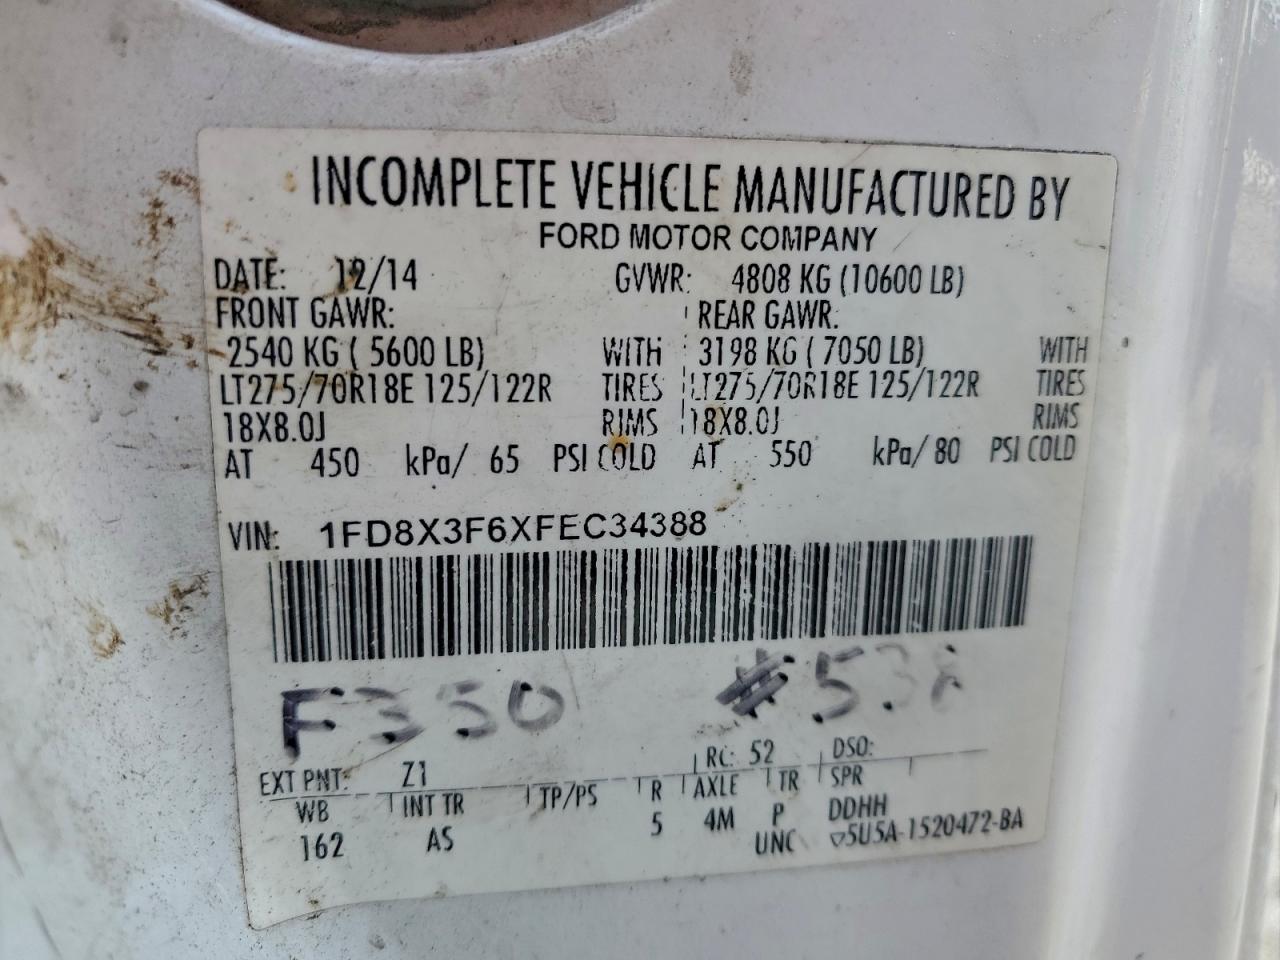 INCOMPLETE VEHICLE MANUFACTURED BY
FORD MOTOR COMPANY
DATE: 12/14 GVWR: 4808 KG (10600 LB)
FRONT GAWR: REAR GAWR:
2540 KG ( 5600 LB) WITH 3198 KG ( 7050 LB) WITH
LT275/70R18E 125/122R TIRES LT275/70R18E 125/122R TIRES
18X8.0J RIMS 18X8.0J RIMS
AT 450 kPa/ 65 PSI COLD AT 550 kPa/ 80 PSI COLD
VIN: 1FD8X3F6XFEC34388
F350 #538
EXT PNT: Z1 RC: 52 DSO:
WB INT TR TP/PS R AXLE TR SPR
162 AS 5 4M P DDHH
UNC ▽5U5A-1520472-BA